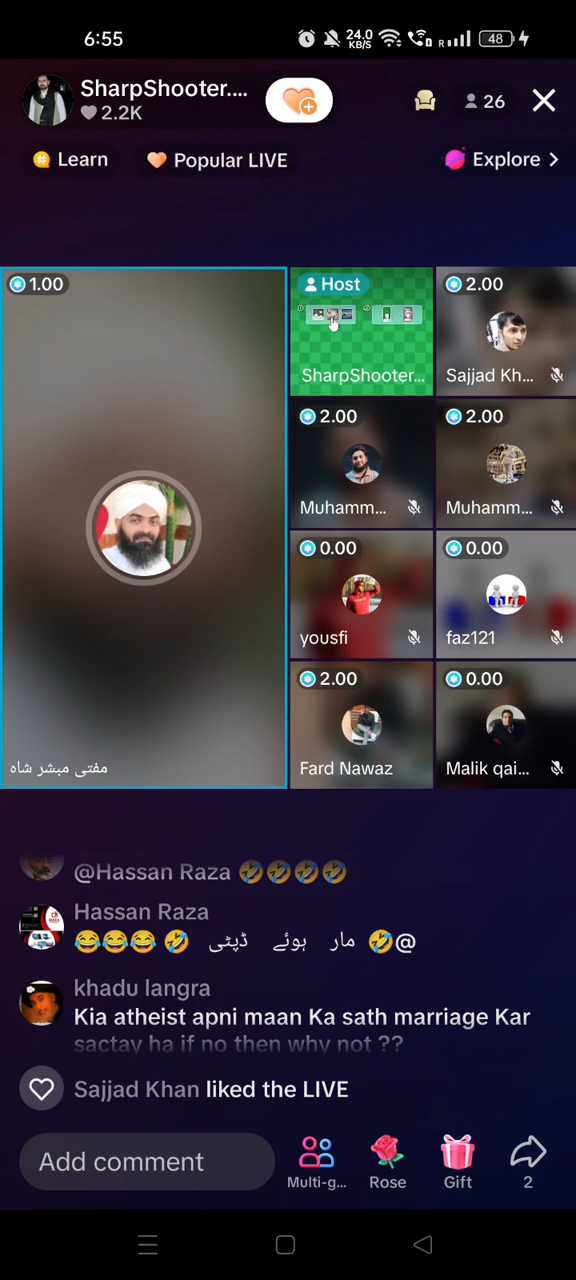 6:55
24.0
KB/S
R
48
SharpShooter....
2.2K
26
Learn
Popular LIVE
Explore >
1.00
Host
2.00
SharpShooter...
Sajjad Kh...
2.00
2.00
Muhamm...
Muhamm...
0.00
0.00
yousfi
faz121
2.00
0.00
Fard Nawaz
Malik qai...
مفتی مبشر شاہ
@Hassan Raza 🤣🤣🤣🤣
Hassan Raza
@🤣 مار ہوئے ڈپٹی 🤣 😂😂😂
khadu langra
Kia atheist apni maan Ka sath marriage Kar
sactay ha if no then why not ??
Sajjad Khan liked the LIVE
Add comment
Multi-g...
Rose
Gift
2